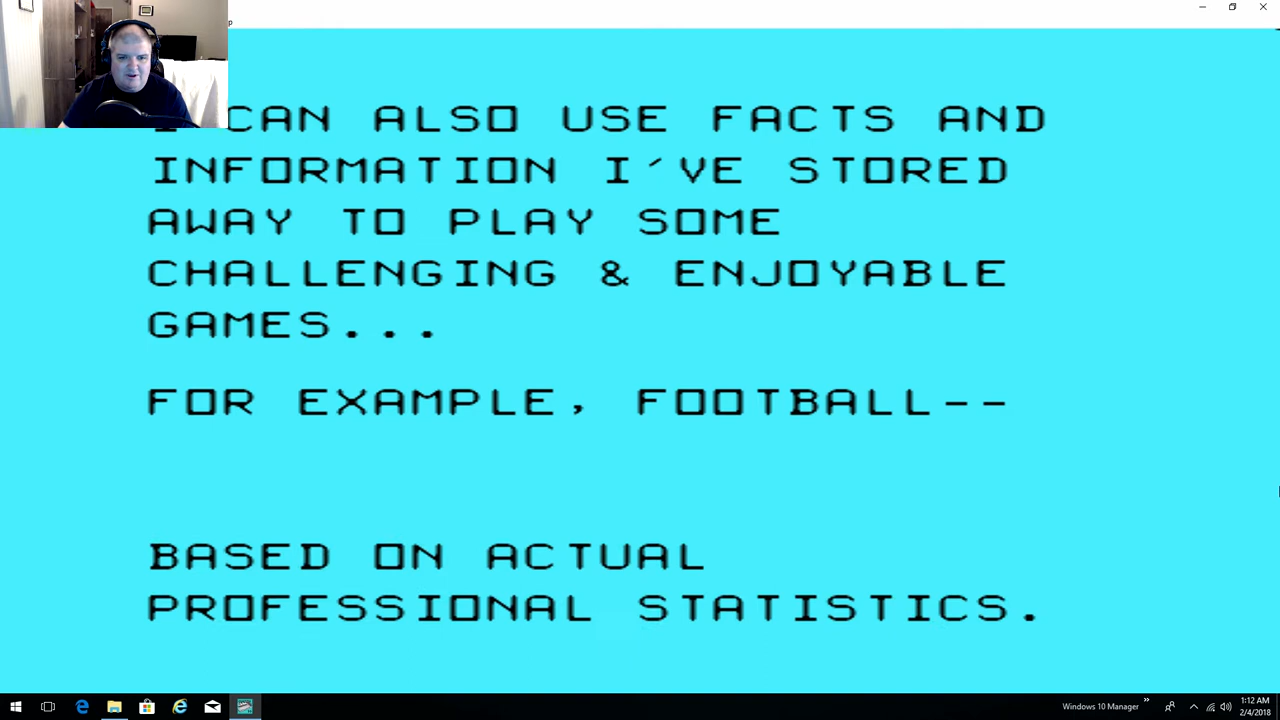 p
I CAN ALSO USE FACTS AND
INFORMATION I'VE STORED
AWAY TO PLAY SOME
CHALLENGING & ENJOYABLE
GAMES...
FOR EXAMPLE, FOOTBALL--
BASED ON ACTUAL
PROFESSIONAL STATISTICS.
Windows 10 Manager
1:12 AM
2/4/2018